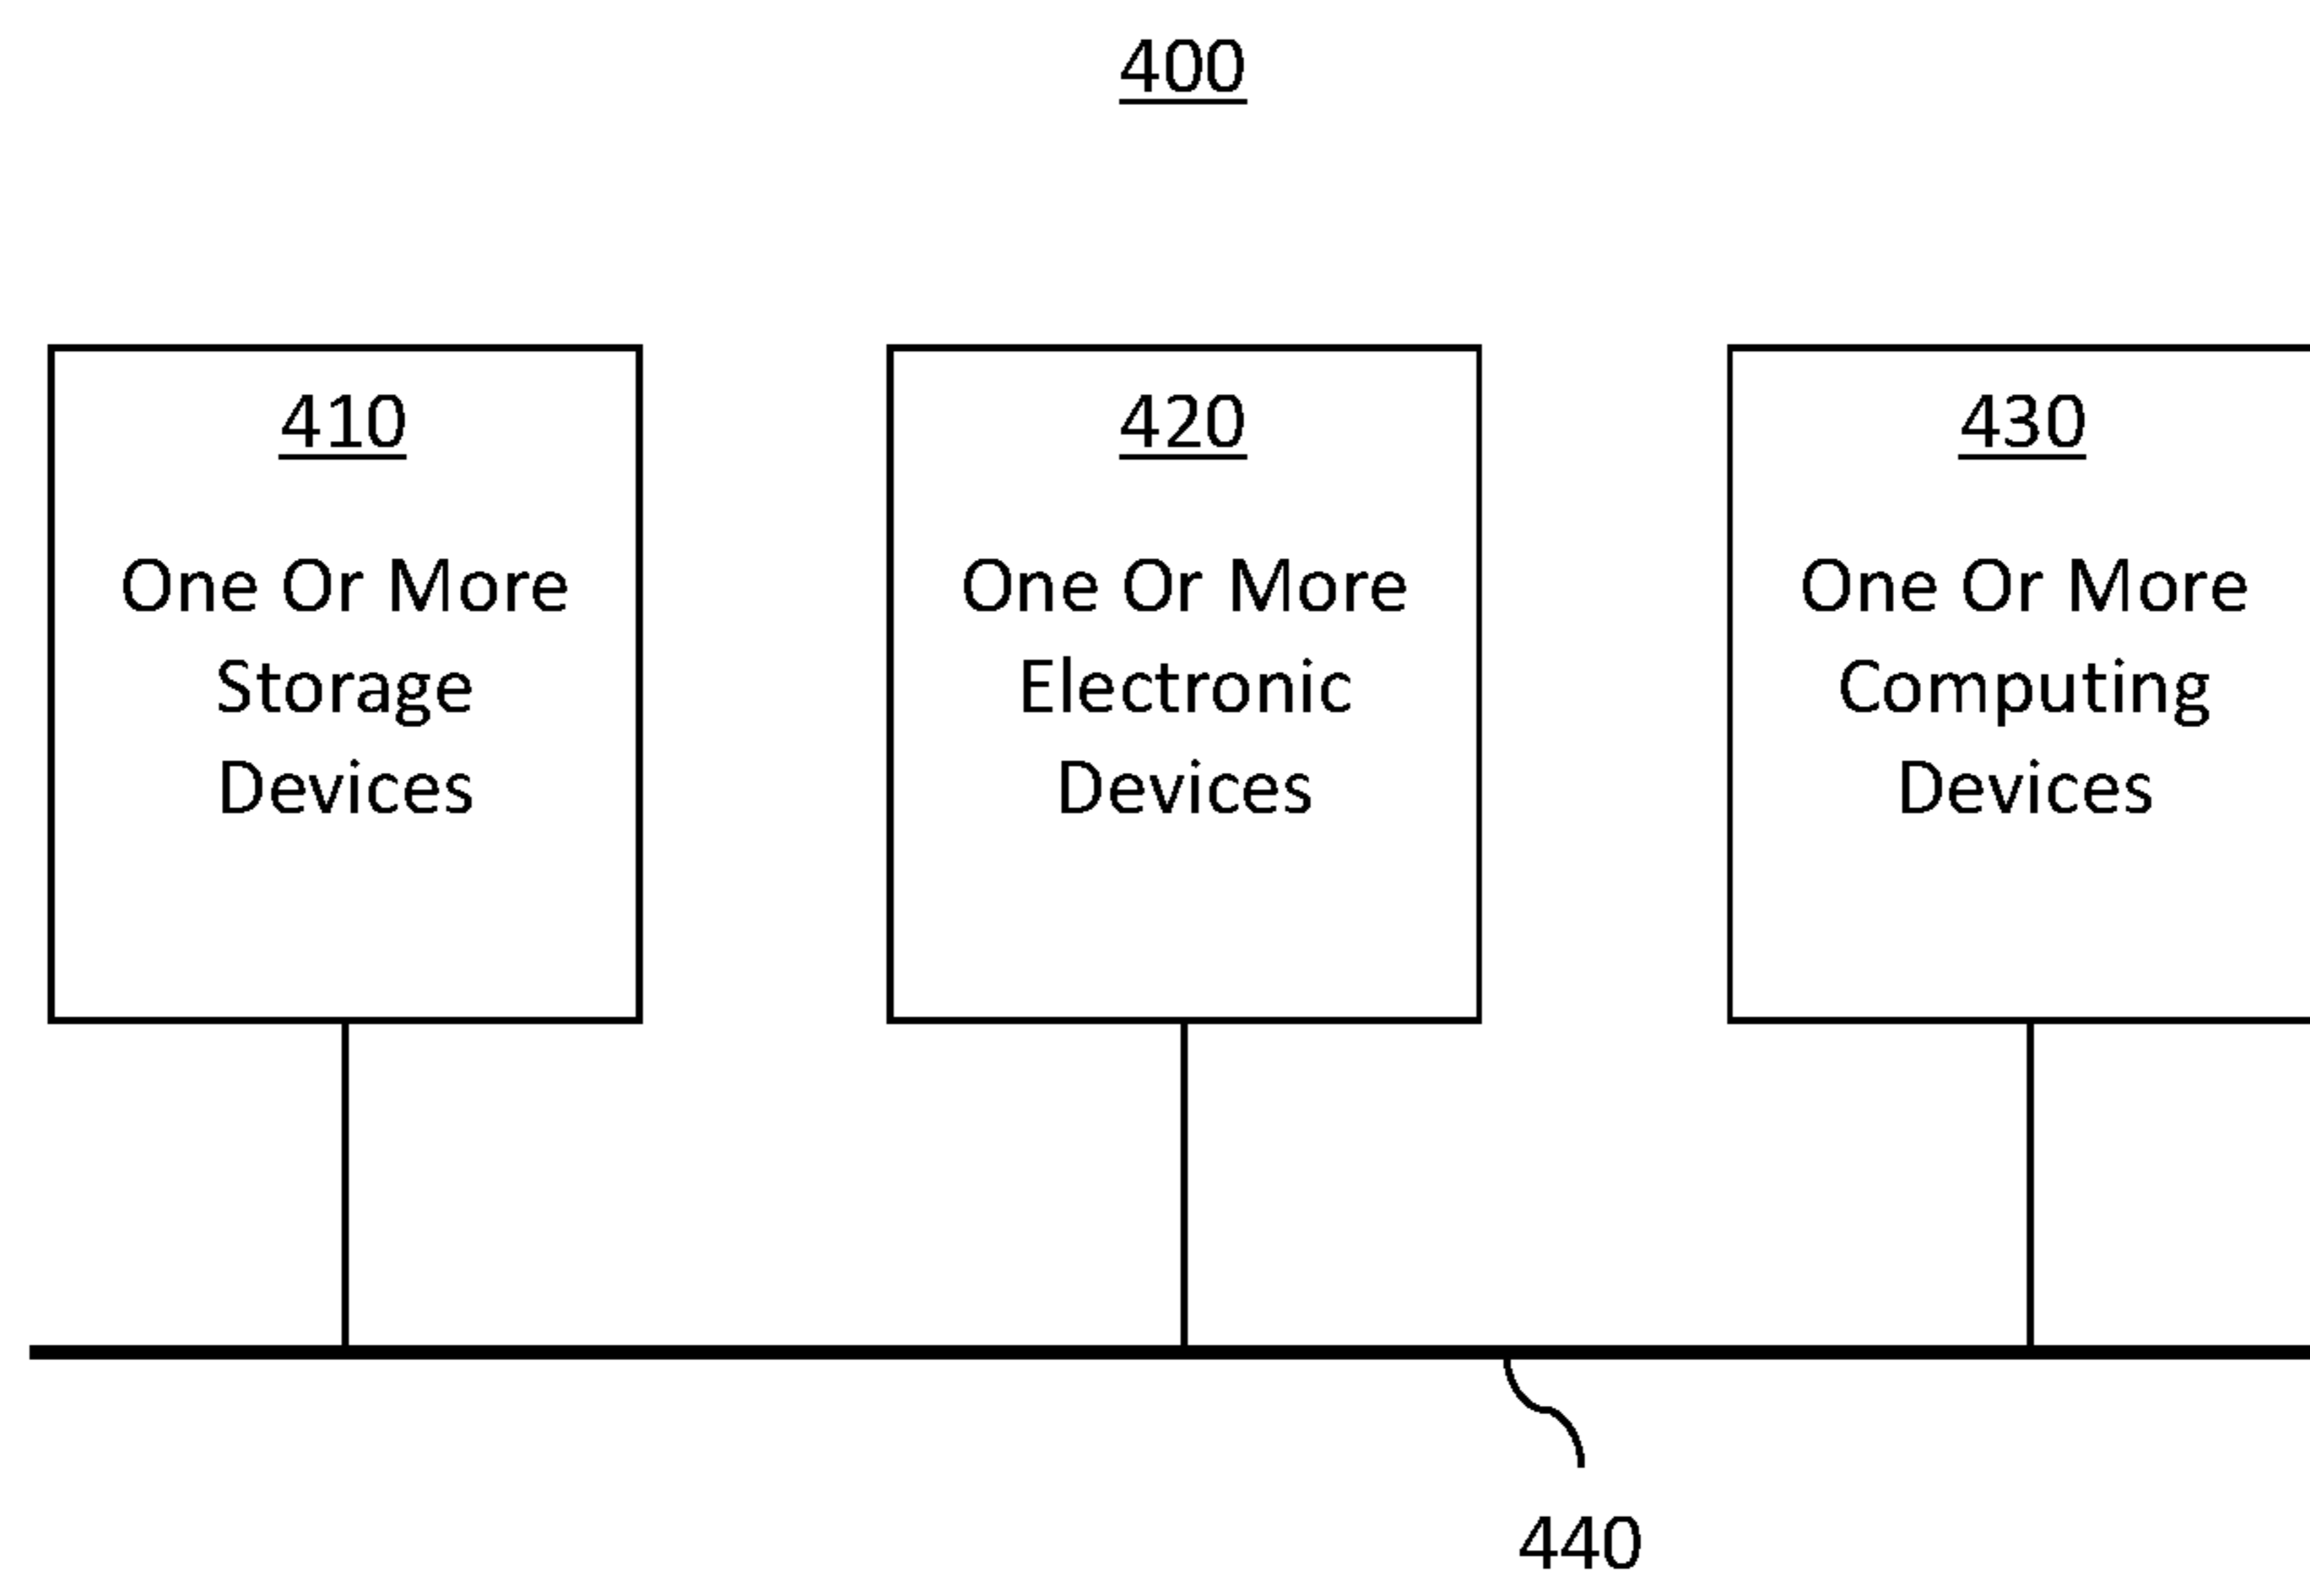 400
410
One Or More
Storage
Devices
420
One Or More
Electronic
Devices
430
One Or More
Computing
Devices
440